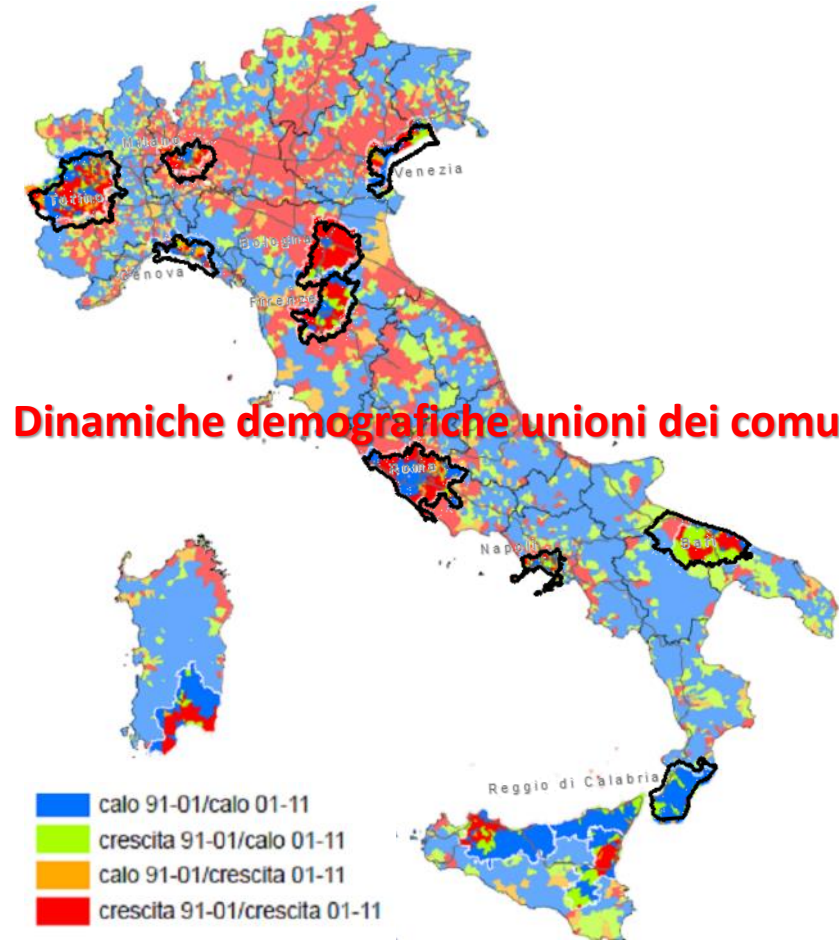 Milano
Venezia
Torino
Bologna
Genova
Firenze
Dinamiche demografiche unioni dei comu
Roma
Bari
Napoli
Reggio di Calabria
calo 91-01/calo 01-11
crescita 91-01/calo 01-11
calo 91-01/crescita 01-11
crescita 91-01/crescita 01-11